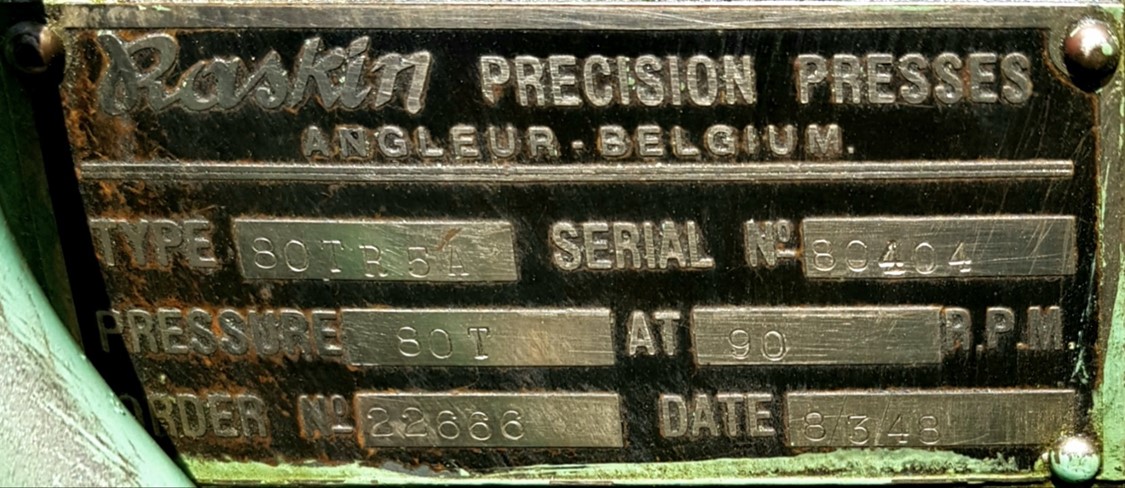 Raskin PRECISION PRESSES
ANGLEUR - BELGIUM.
TYPE 80TR5A SERIAL Nº 80404
PRESSURE 80T AT 90 R.P.M.
ORDER Nº 22666 DATE 8/3/48